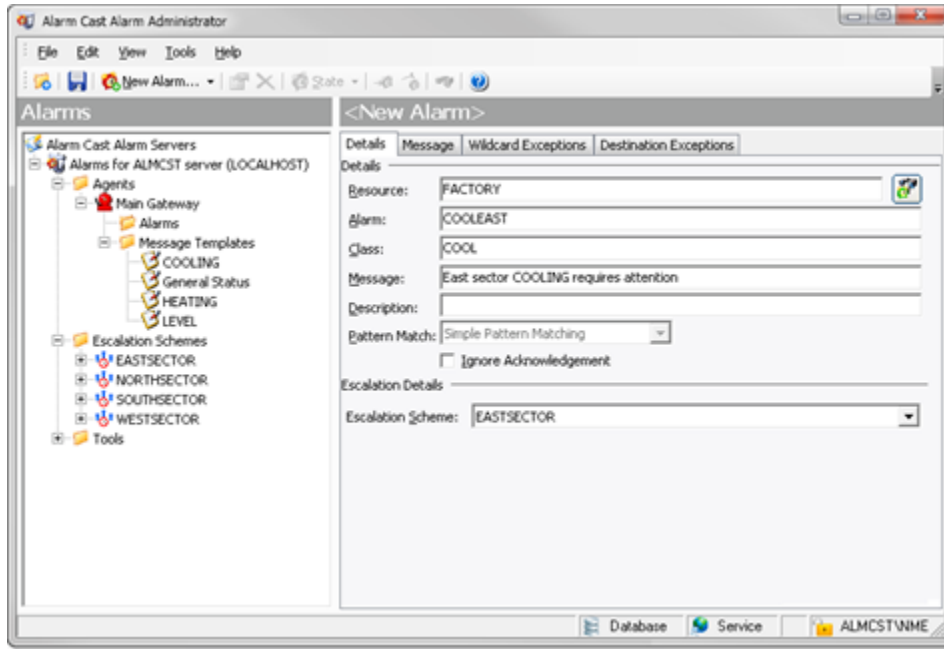 Alarm Cast Alarm Administrator
File Edit View Tools Help
New Alarm... State
Alarms
Alarm Cast Alarm Servers
Alarms for ALMCST server (LOCALHOST)
Agents
Main Gateway
Alarms
Message Templates
COOLING
General Status
HEATING
LEVEL
Escalation Schemes
EASTSECTOR
NORTHSECTOR
SOUTHSECTOR
WESTSECTOR
Tools
<New Alarm>
Details Message Wildcard Exceptions Destination Exceptions
Details
Resource: FACTORY
Alarm: COOLEAST
Class: COOL
Message: East sector COOLING requires attention
Description:
Pattern Match: Simple Pattern Matching
Ignore Acknowledgement
Escalation Details
Escalation Scheme: EASTSECTOR
Database Service ALMCST\NME